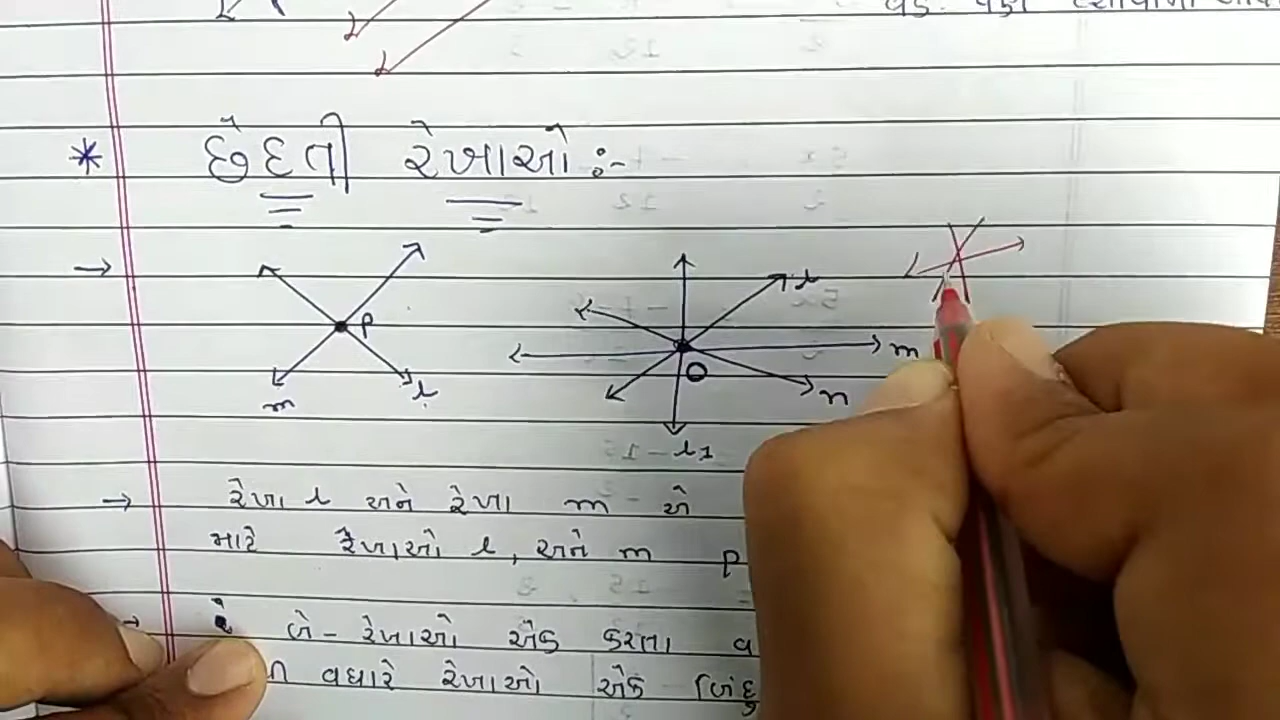 * છેદતી રેખાઓ :-
→
P
m l
l
m
O
n
l1
→ રેખા l અને રેખા m એ
માટે રેખાઓ l, અને m P
બે - રેખાઓ એક કરતા વ
વધારે રેખાઓ એક બિંદુ